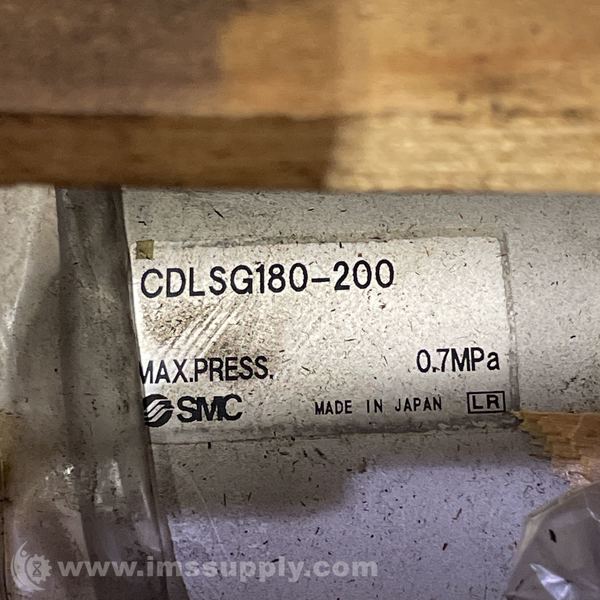 CDLSG180-200
MAX.PRESS. 0.7MPa
SMC MADE IN JAPAN LR
www.imssupply.com